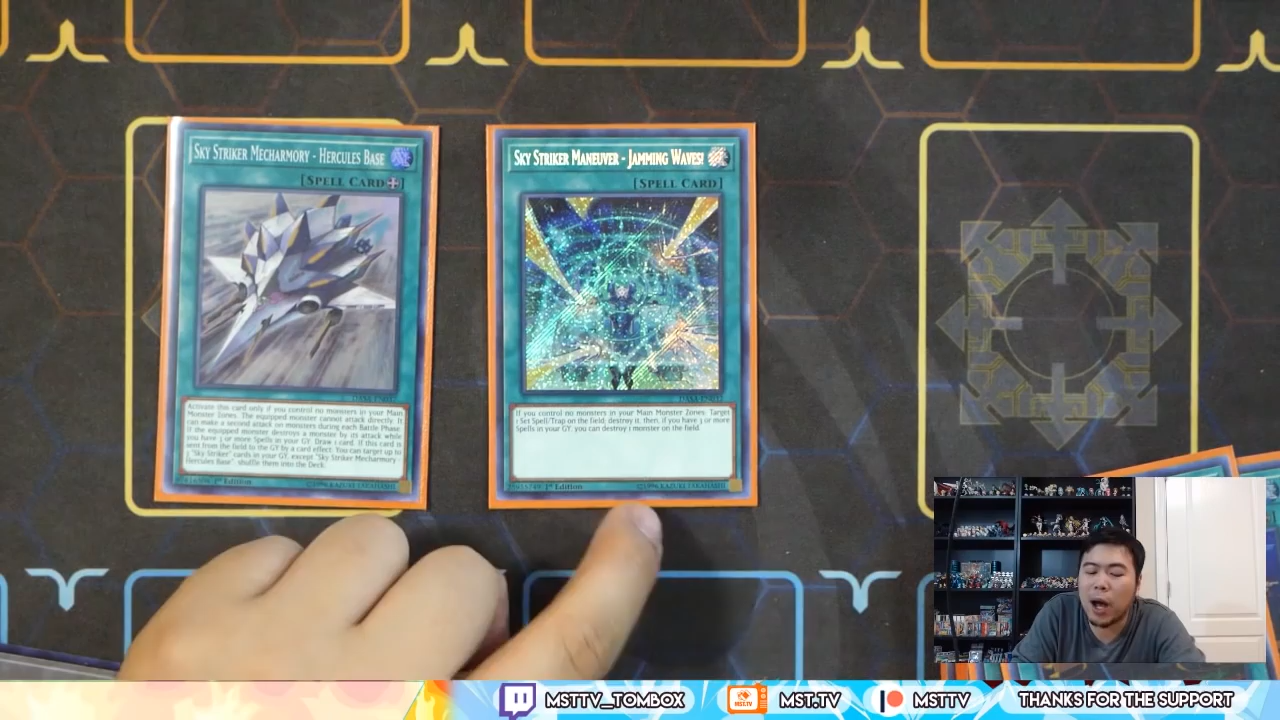 SKY STRIKER MECHARMORY - HERCULES BASE
[SPELL CARD]
Activate this card only if you control no monsters in your Main
Monster Zones. The equipped monster cannot attack directly. It
can make a second attack on monsters during each Battle Phase.
If the equipped monster destroys a monster by its attack while
you have 3 or more Spells in your GY: Draw 1 card. If this card is
sent from the field to the GY by a card effect: You can target up to
3 "Sky Striker" cards in your GY, except "Sky Striker Mecharmory -
Hercules Base"; shuffle them into the Deck.
1st Edition
©1996 KAZUKI TAKAHASHI
SKY STRIKER MANEUVER - JAMMING WAVES!
[SPELL CARD]
If you control no monsters in your Main Monster Zones: Target
1 Set Spell/Trap on the field; destroy it, then, if you have 3 or more
Spells in your GY, you can destroy 1 monster on the field.
1st Edition
©1996 KAZUKI TAKAHASHI
MSTTV_TOMBOX
MST.TV
MST.TV
MSTTV
THANKS FOR THE SUPPORT